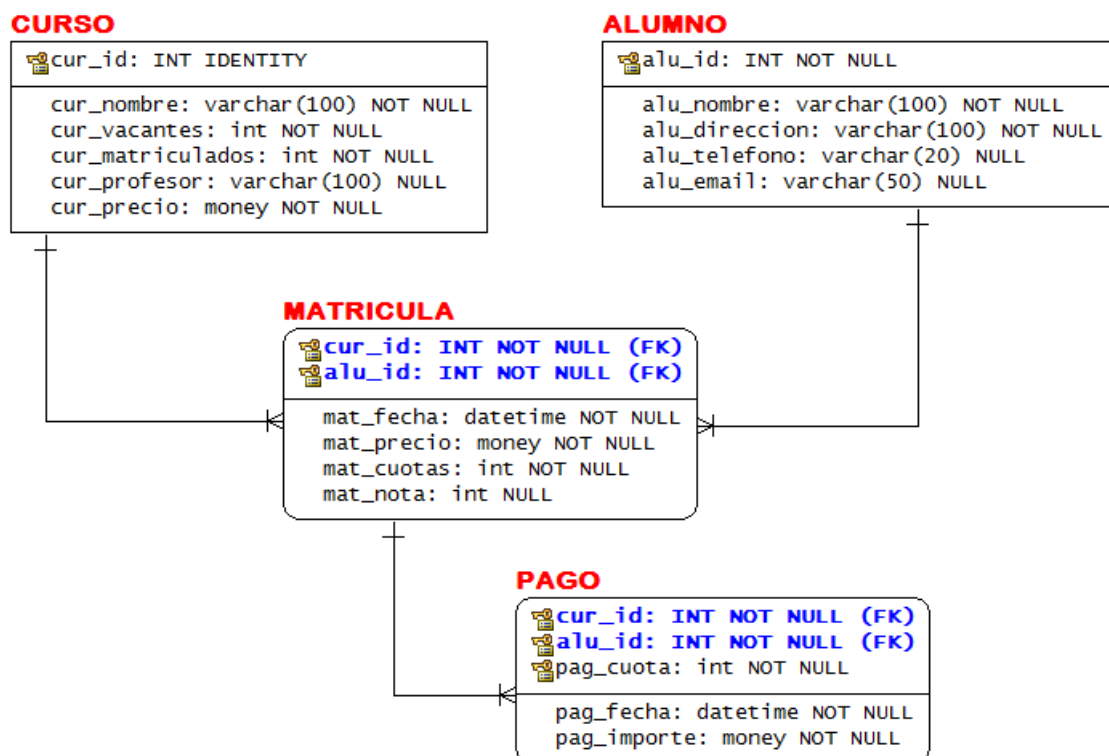 CURSO
cur_id: INT IDENTITY
cur_nombre: varchar(100) NOT NULL
cur_vacantes: int NOT NULL
cur_matriculados: int NOT NULL
cur_profesor: varchar(100) NULL
cur_precio: money NOT NULL
ALUMNO
alu_id: INT NOT NULL
alu_nombre: varchar(100) NOT NULL
alu_direccion: varchar(100) NOT NULL
alu_telefono: varchar(20) NULL
alu_email: varchar(50) NULL
MATRICULA
cur_id: INT NOT NULL (FK)
alu_id: INT NOT NULL (FK)
mat_fecha: datetime NOT NULL
mat_precio: money NOT NULL
mat_cuotas: int NOT NULL
mat_nota: int NULL
PAGO
cur_id: INT NOT NULL (FK)
alu_id: INT NOT NULL (FK)
pag_cuota: int NOT NULL
pag_fecha: datetime NOT NULL
pag_importe: money NOT NULL